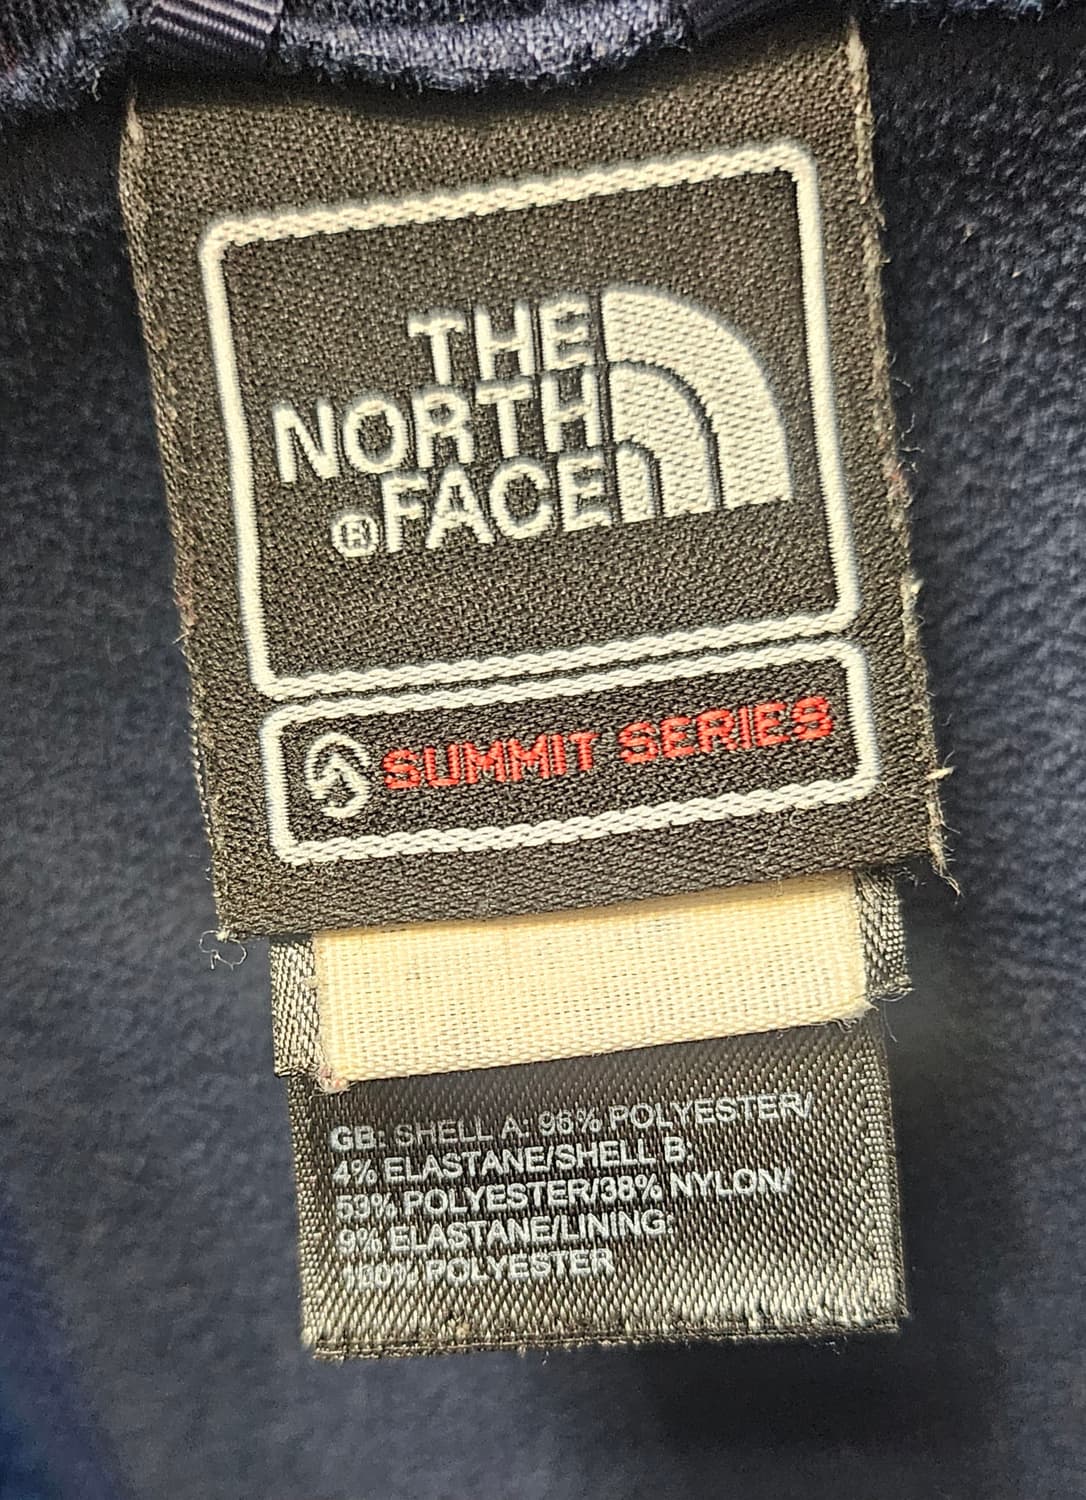 THE
NORTH
®FACE
SUMMIT SERIES
GB: SHELL A: 96% POLYESTER/
4% ELASTANE/SHELL B:
53% POLYESTER/38% NYLON/
9% ELASTANE/LINING:
100% POLYESTER